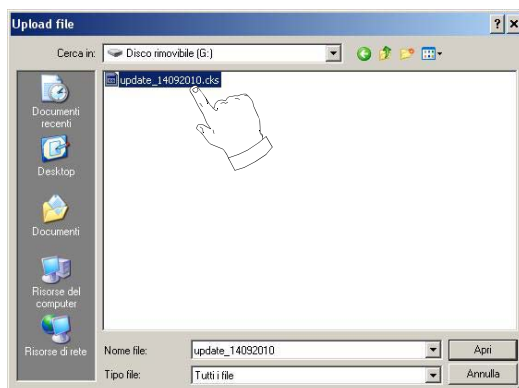 Upload file
Cerca in: Disco rimovibile (G:)
update_14092010.cks
Documenti
recenti
Desktop
Documenti
Risorse del
computer
Risorse di rete
Nome file: update_14092010 Apri
Tipo file: Tutti i file Annulla